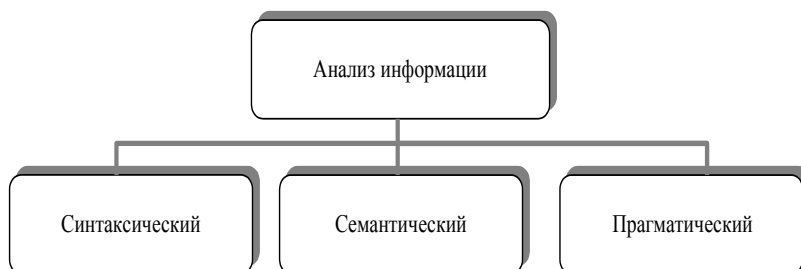 Анализ информации
Синтаксический
Семантический
Прагматический